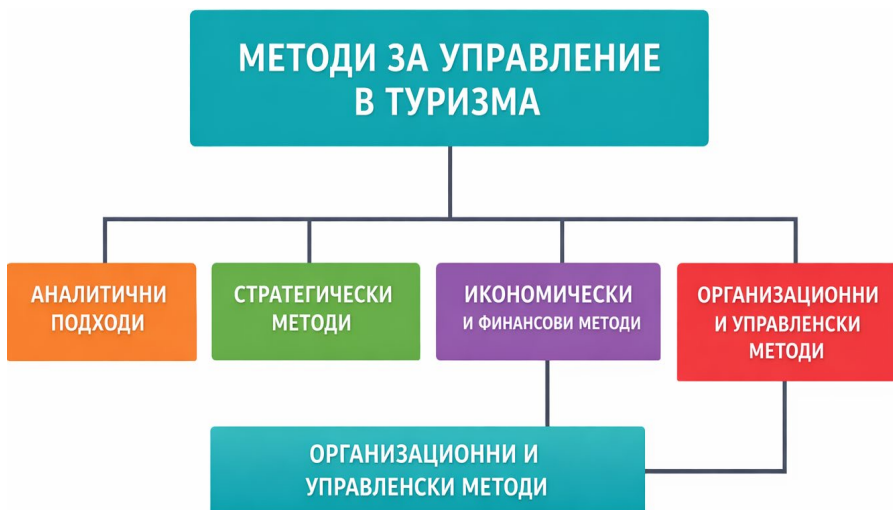 МЕТОДИ ЗА УПРАВЛЕНИЕ
В ТУРИЗМА
АНАЛИТИЧНИ
ПОДХОДИ
СТРАТЕГИЧЕСКИ
МЕТОДИ
ИКОНОМИЧЕСКИ
И ФИНАНСОВИ МЕТОДИ
ОРГАНИЗАЦИОННИ
И УПРАВЛЕНСКИ
МЕТОДИ
ОРГАНИЗАЦИОННИ И
УПРАВЛЕНСКИ МЕТОДИ